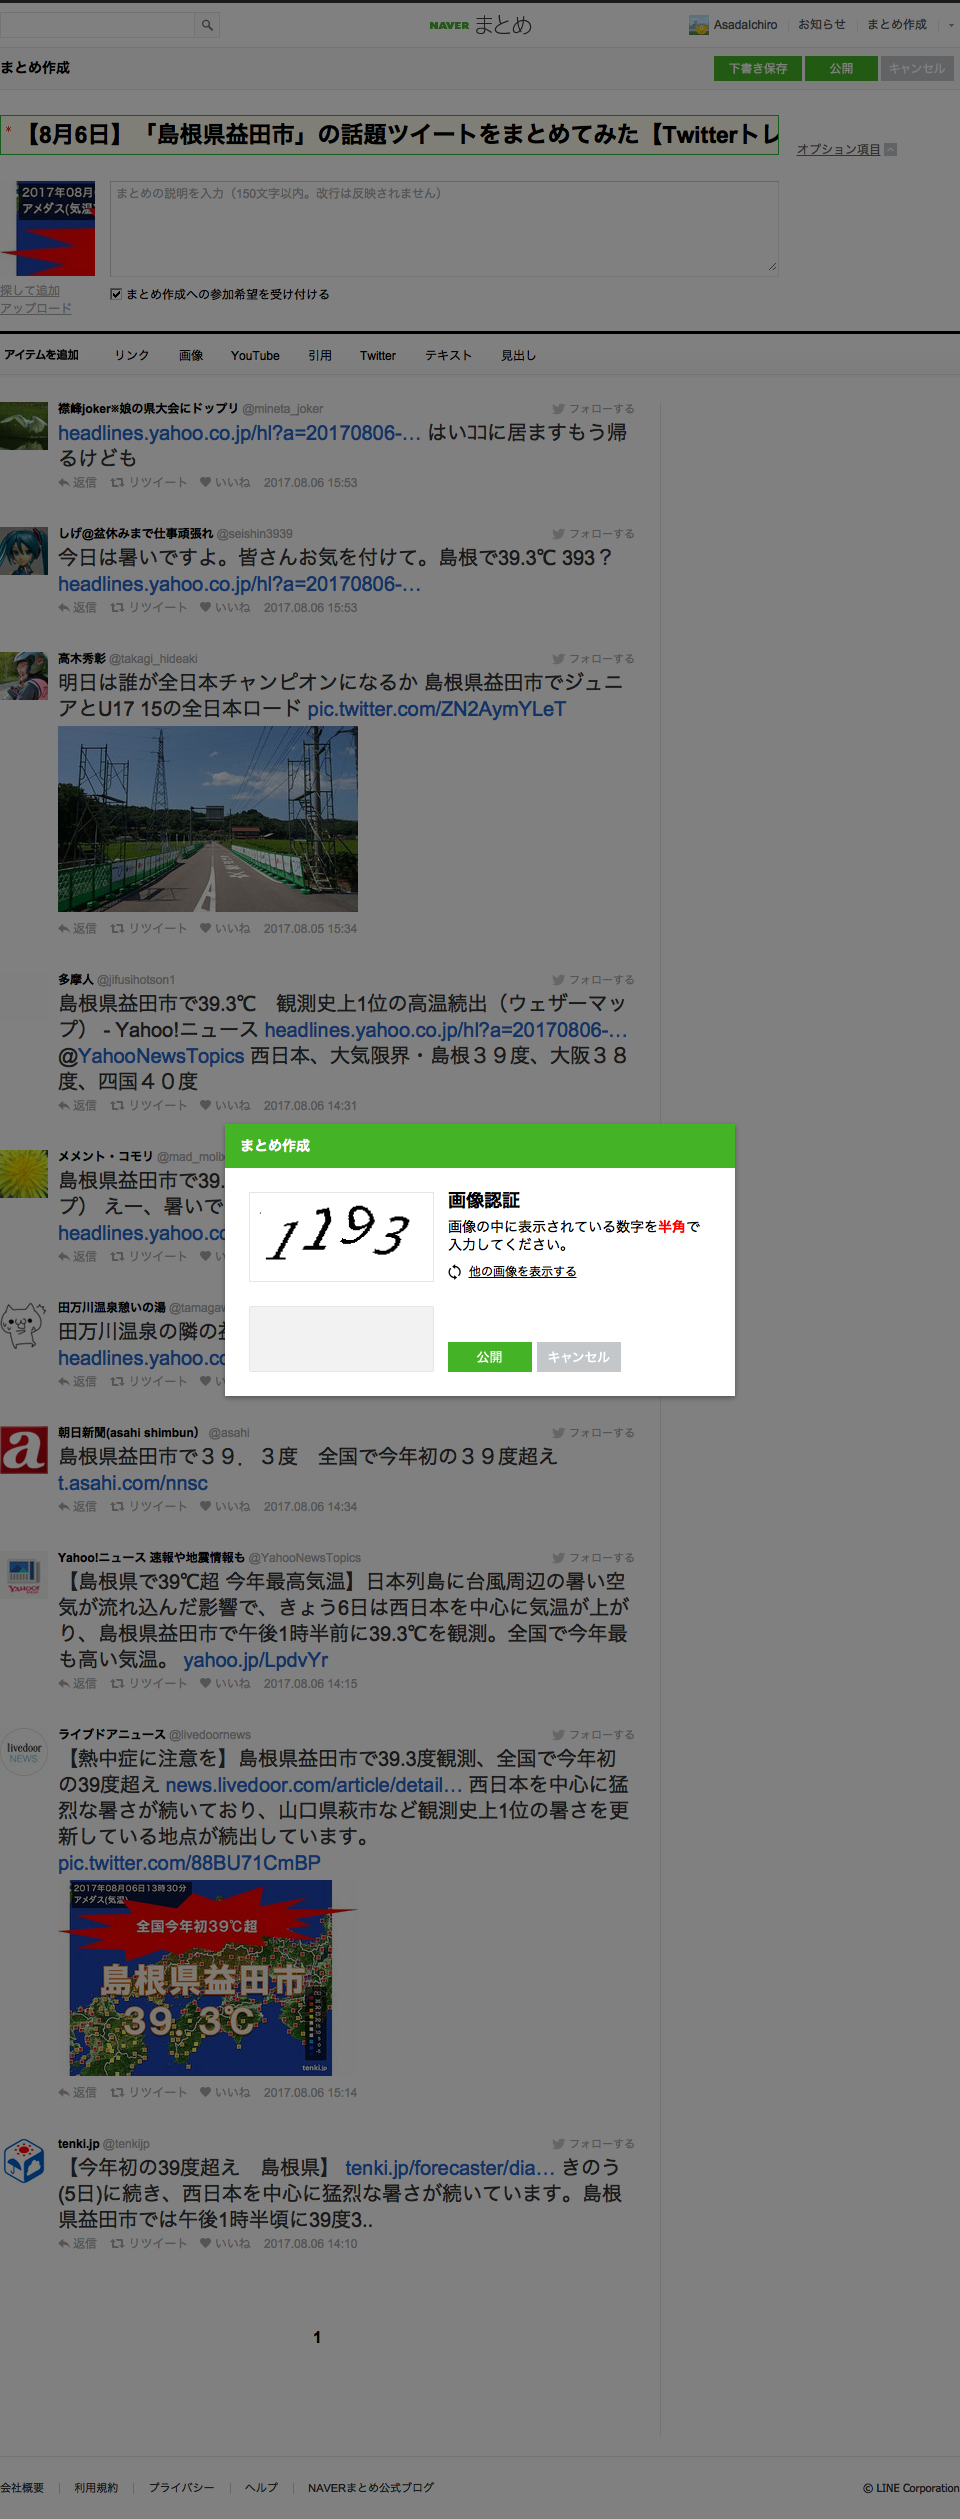 NAVER まとめ
AsadaIchiro お知らせ まとめ作成
まとめ作成
下書き保存 公開 キャンセル
* 【8月6日】「島根県益田市」の話題ツイートをまとめてみた【Twitterトレ
オプション項目
2017年08月
アメダス(気温
まとめの説明を入力（150文字以内。改行は反映されません）
探して追加
アップロード
まとめ作成への参加希望を受け付ける
アイテムを追加 リンク 画像 YouTube 引用 Twitter テキスト 見出し
襟峰joker※娘の県大会にドップリ @mineta_joker フォローする
headlines.yahoo.co.jp/hl?a=20170806-… はいｺｺに居ますもう帰
るけども
返信 リツイート いいね 2017.08.06 15:53
しげ@盆休みまで仕事頑張れ @seishin3939 フォローする
今日は暑いですよ。皆さんお気を付けて。島根で39.3℃ 393？
headlines.yahoo.co.jp/hl?a=20170806-…
返信 リツイート いいね 2017.08.06 15:53
高木秀彰 @takagi_hideaki フォローする
明日は誰が全日本チャンピオンになるか 島根県益田市でジュニ
アとU17 15の全日本ロード pic.twitter.com/ZN2AymYLeT
返信 リツイート いいね 2017.08.05 15:34
多摩人 @jifusihotson1 フォローする
島根県益田市で39.3℃　観測史上1位の高温続出（ウェザーマッ
プ） - Yahoo!ニュース headlines.yahoo.co.jp/hl?a=20170806-…
@YahooNewsTopics 西日本、大気限界・島根３９度、大阪３８
度、四国４０度
返信 リツイート いいね 2017.08.06 14:31
メメント・コモリ @mad_molix
島根県益田市で39.
プ） えー、暑いで
headlines.yahoo.co
返信
田万川温泉憩いの湯 @tamagaw
田万川温泉の隣の益
headlines.yahoo.co
返信
まとめ作成
1193
画像認証
画像の中に表示されている数字を半角で
入力してください。
他の画像を表示する
公開 キャンセル
朝日新聞(asahi shimbun） @asahi フォローする
島根県益田市で３９．３度　全国で今年初の３９度超え
t.asahi.com/nnsc
返信 リツイート いいね 2017.08.06 14:34
YAHOO!
Yahoo!ニュース 速報や地震情報も @YahooNewsTopics フォローする
【島根県で39℃超 今年最高気温】日本列島に台風周辺の暑い空
気が流れ込んだ影響で、きょう6日は西日本を中心に気温が上が
り、島根県益田市で午後1時半前に39.3℃を観測。全国で今年最
も高い気温。 yahoo.jp/LpdvYr
返信 リツイート いいね 2017.08.06 14:15
livedoor
NEWS
ライブドアニュース @livedoornews フォローする
【熱中症に注意を】島根県益田市で39.3度観測、全国で今年初
の39度超え news.livedoor.com/article/detail… 西日本を中心に猛
烈な暑さが続いており、山口県萩市など観測史上1位の暑さを更
新している地点が続出しています。
pic.twitter.com/88BU71CmBP
2017年08月06日13時30分
アメダス(気温)
全国今年初39℃超
島根県益田市
39.3℃
tenki.jp
返信 リツイート いいね 2017.08.06 15:14
tenki.jp @tenkijp フォローする
【今年初の39度超え　島根県】 tenki.jp/forecaster/dia… きのう
(5日)に続き、西日本を中心に猛烈な暑さが続いています。島根
県益田市では午後1時半頃に39度3..
返信 リツイート いいね 2017.08.06 14:10
1
会社概要 利用規約 プライバシー ヘルプ NAVERまとめ公式ブログ
© LINE Corporation